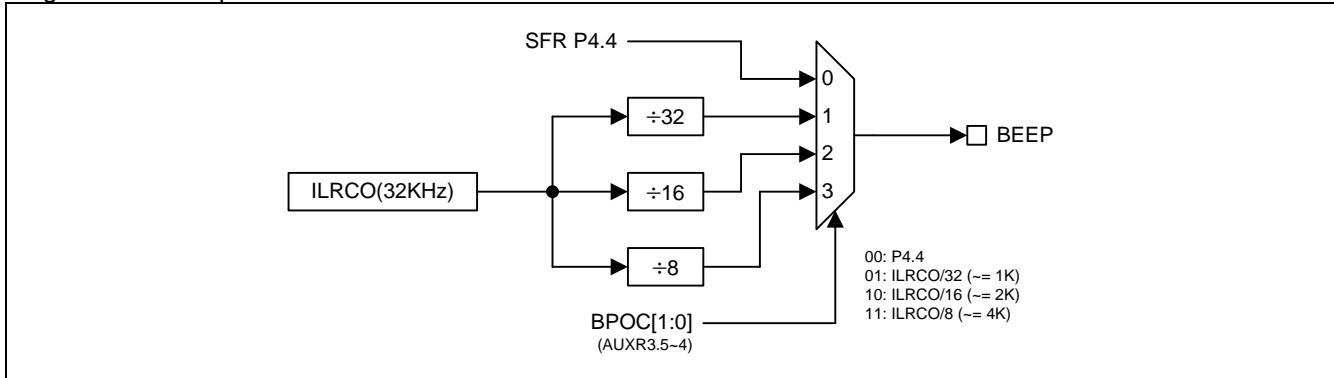 SFR P4.4
0
÷32
1
BEEP
2
ILRCO(32KHz)
÷16
3
÷8
00: P4.4
01: ILRCO/32 (~= 1K)
10: ILRCO/16 (~= 2K)
11: ILRCO/8 (~= 4K)
BPOC[1:0]
(AUXR3.5~4)